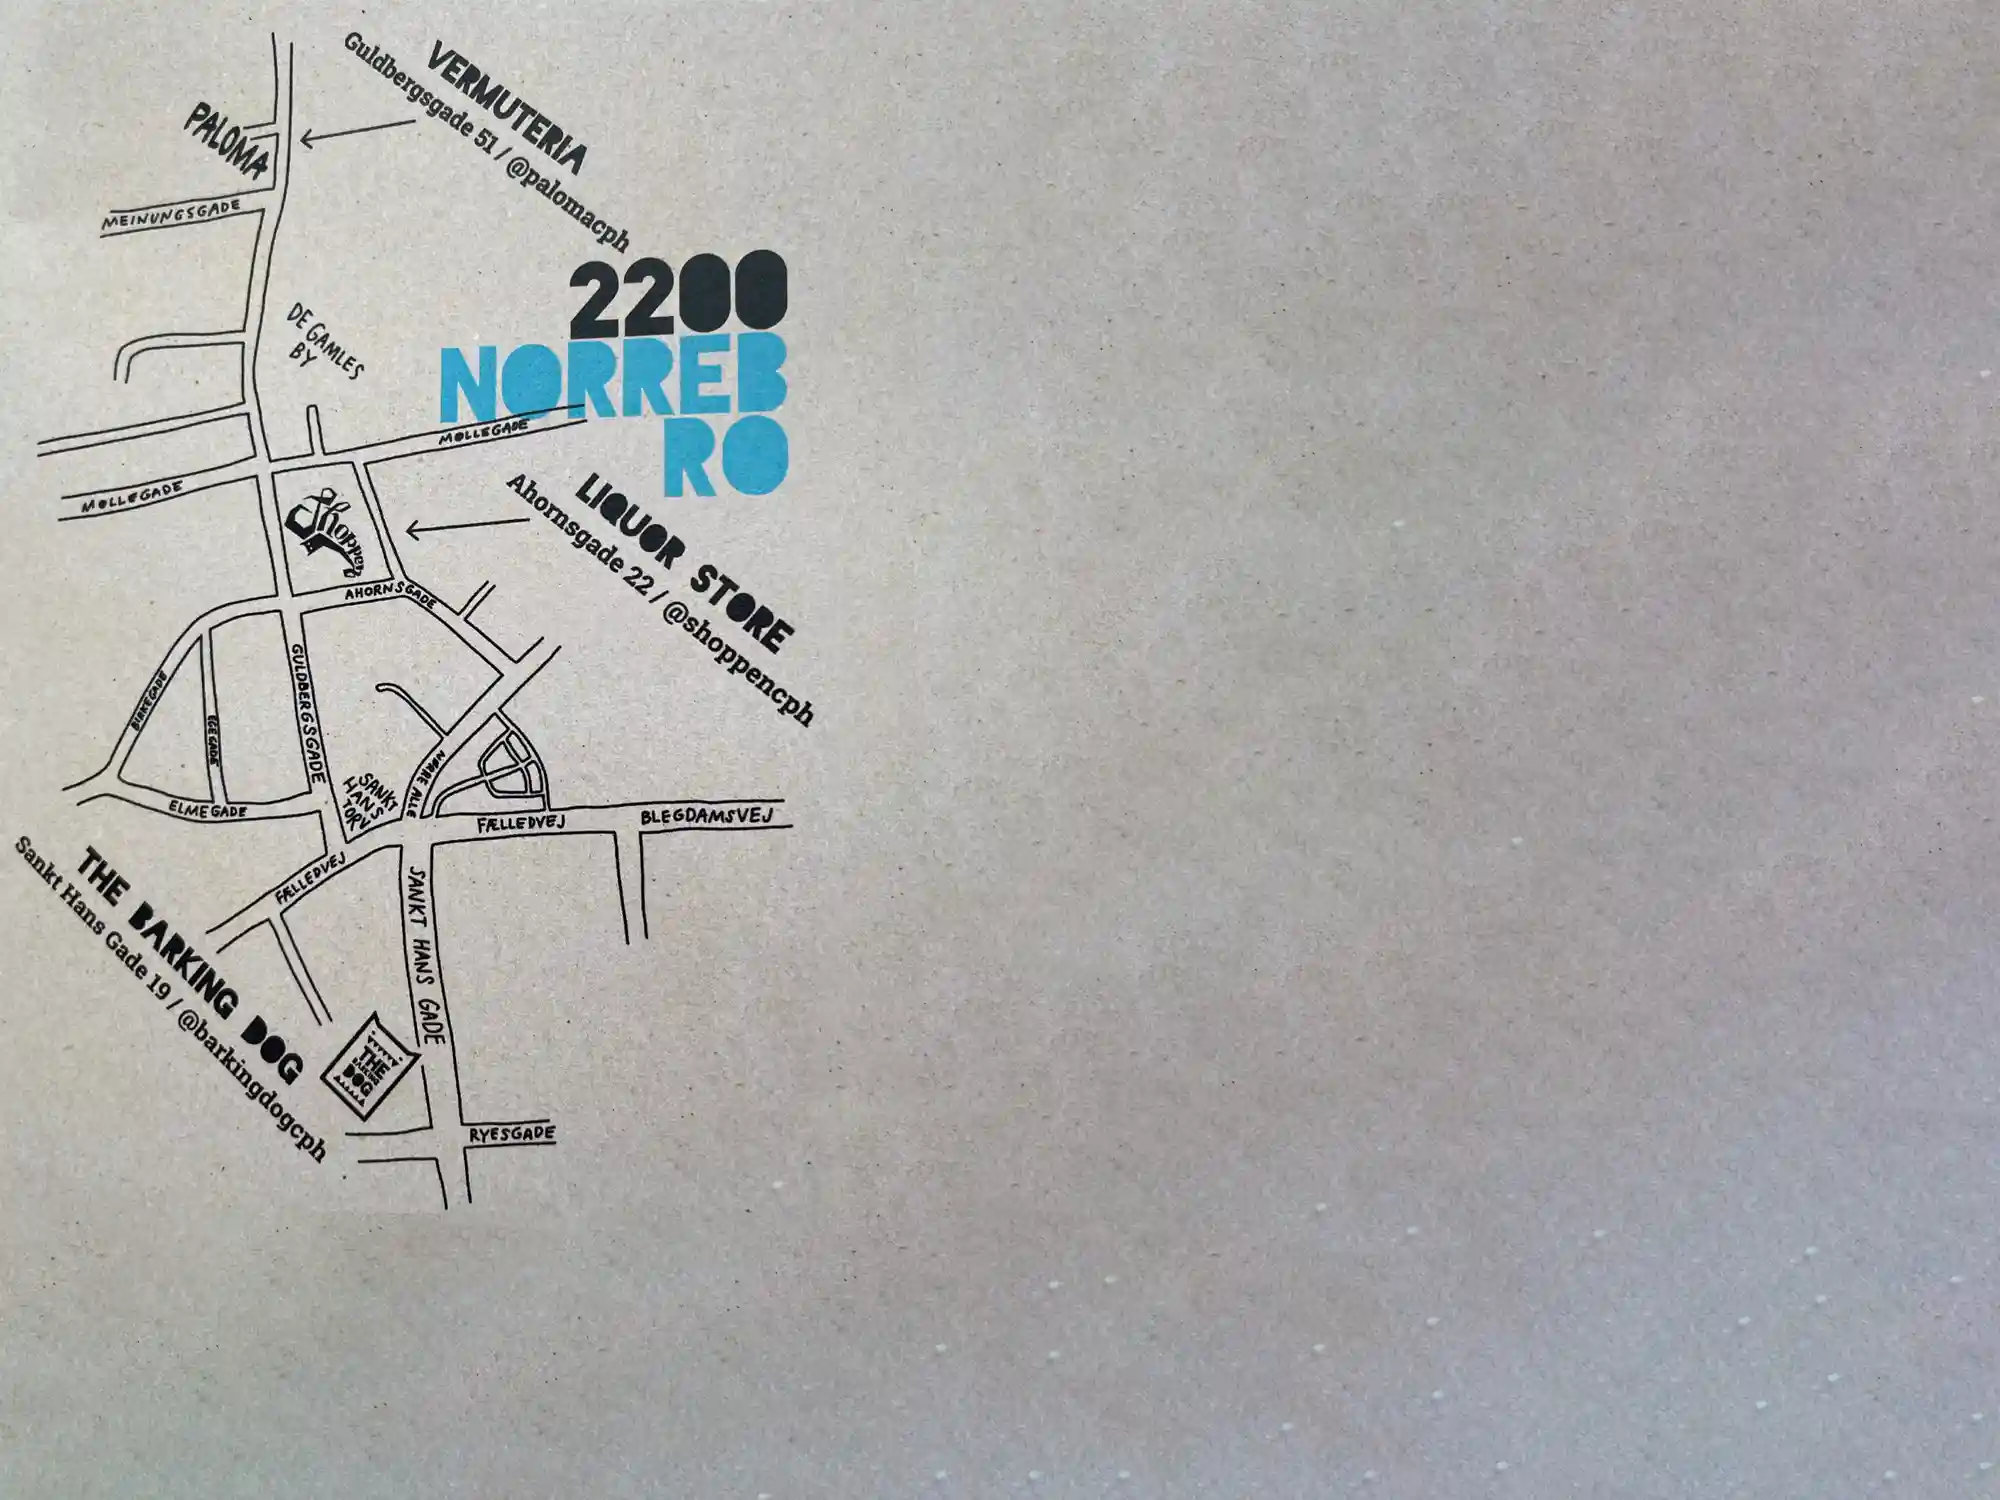 VERMUTERIA
Guldbergsgade 51 / @palomacph
PALOMA
MEINUNGSGADE
2200
NORREB
RO
DE GAMLES
BY
MØLLEGADE
MØLLEGADE
Shoppen
LIQUOR STORE
Ahornsgade 22 / @shoppencph
AHORNSGADE
GULDBERGSGADE
BIRKEGADE
EGEGADE
NØRRE ALLE
SANKT
HANS
TORV
ELMEGADE
FÆLLEDVEJ
BLEGDAMSVEJ
FÆLLEDVEJ
THE BARKING DOG
Sankt Hans Gade 19 / @barkingdogcph
SANKT HANS GADE
THE
BARKING
DOG
RYESGADE